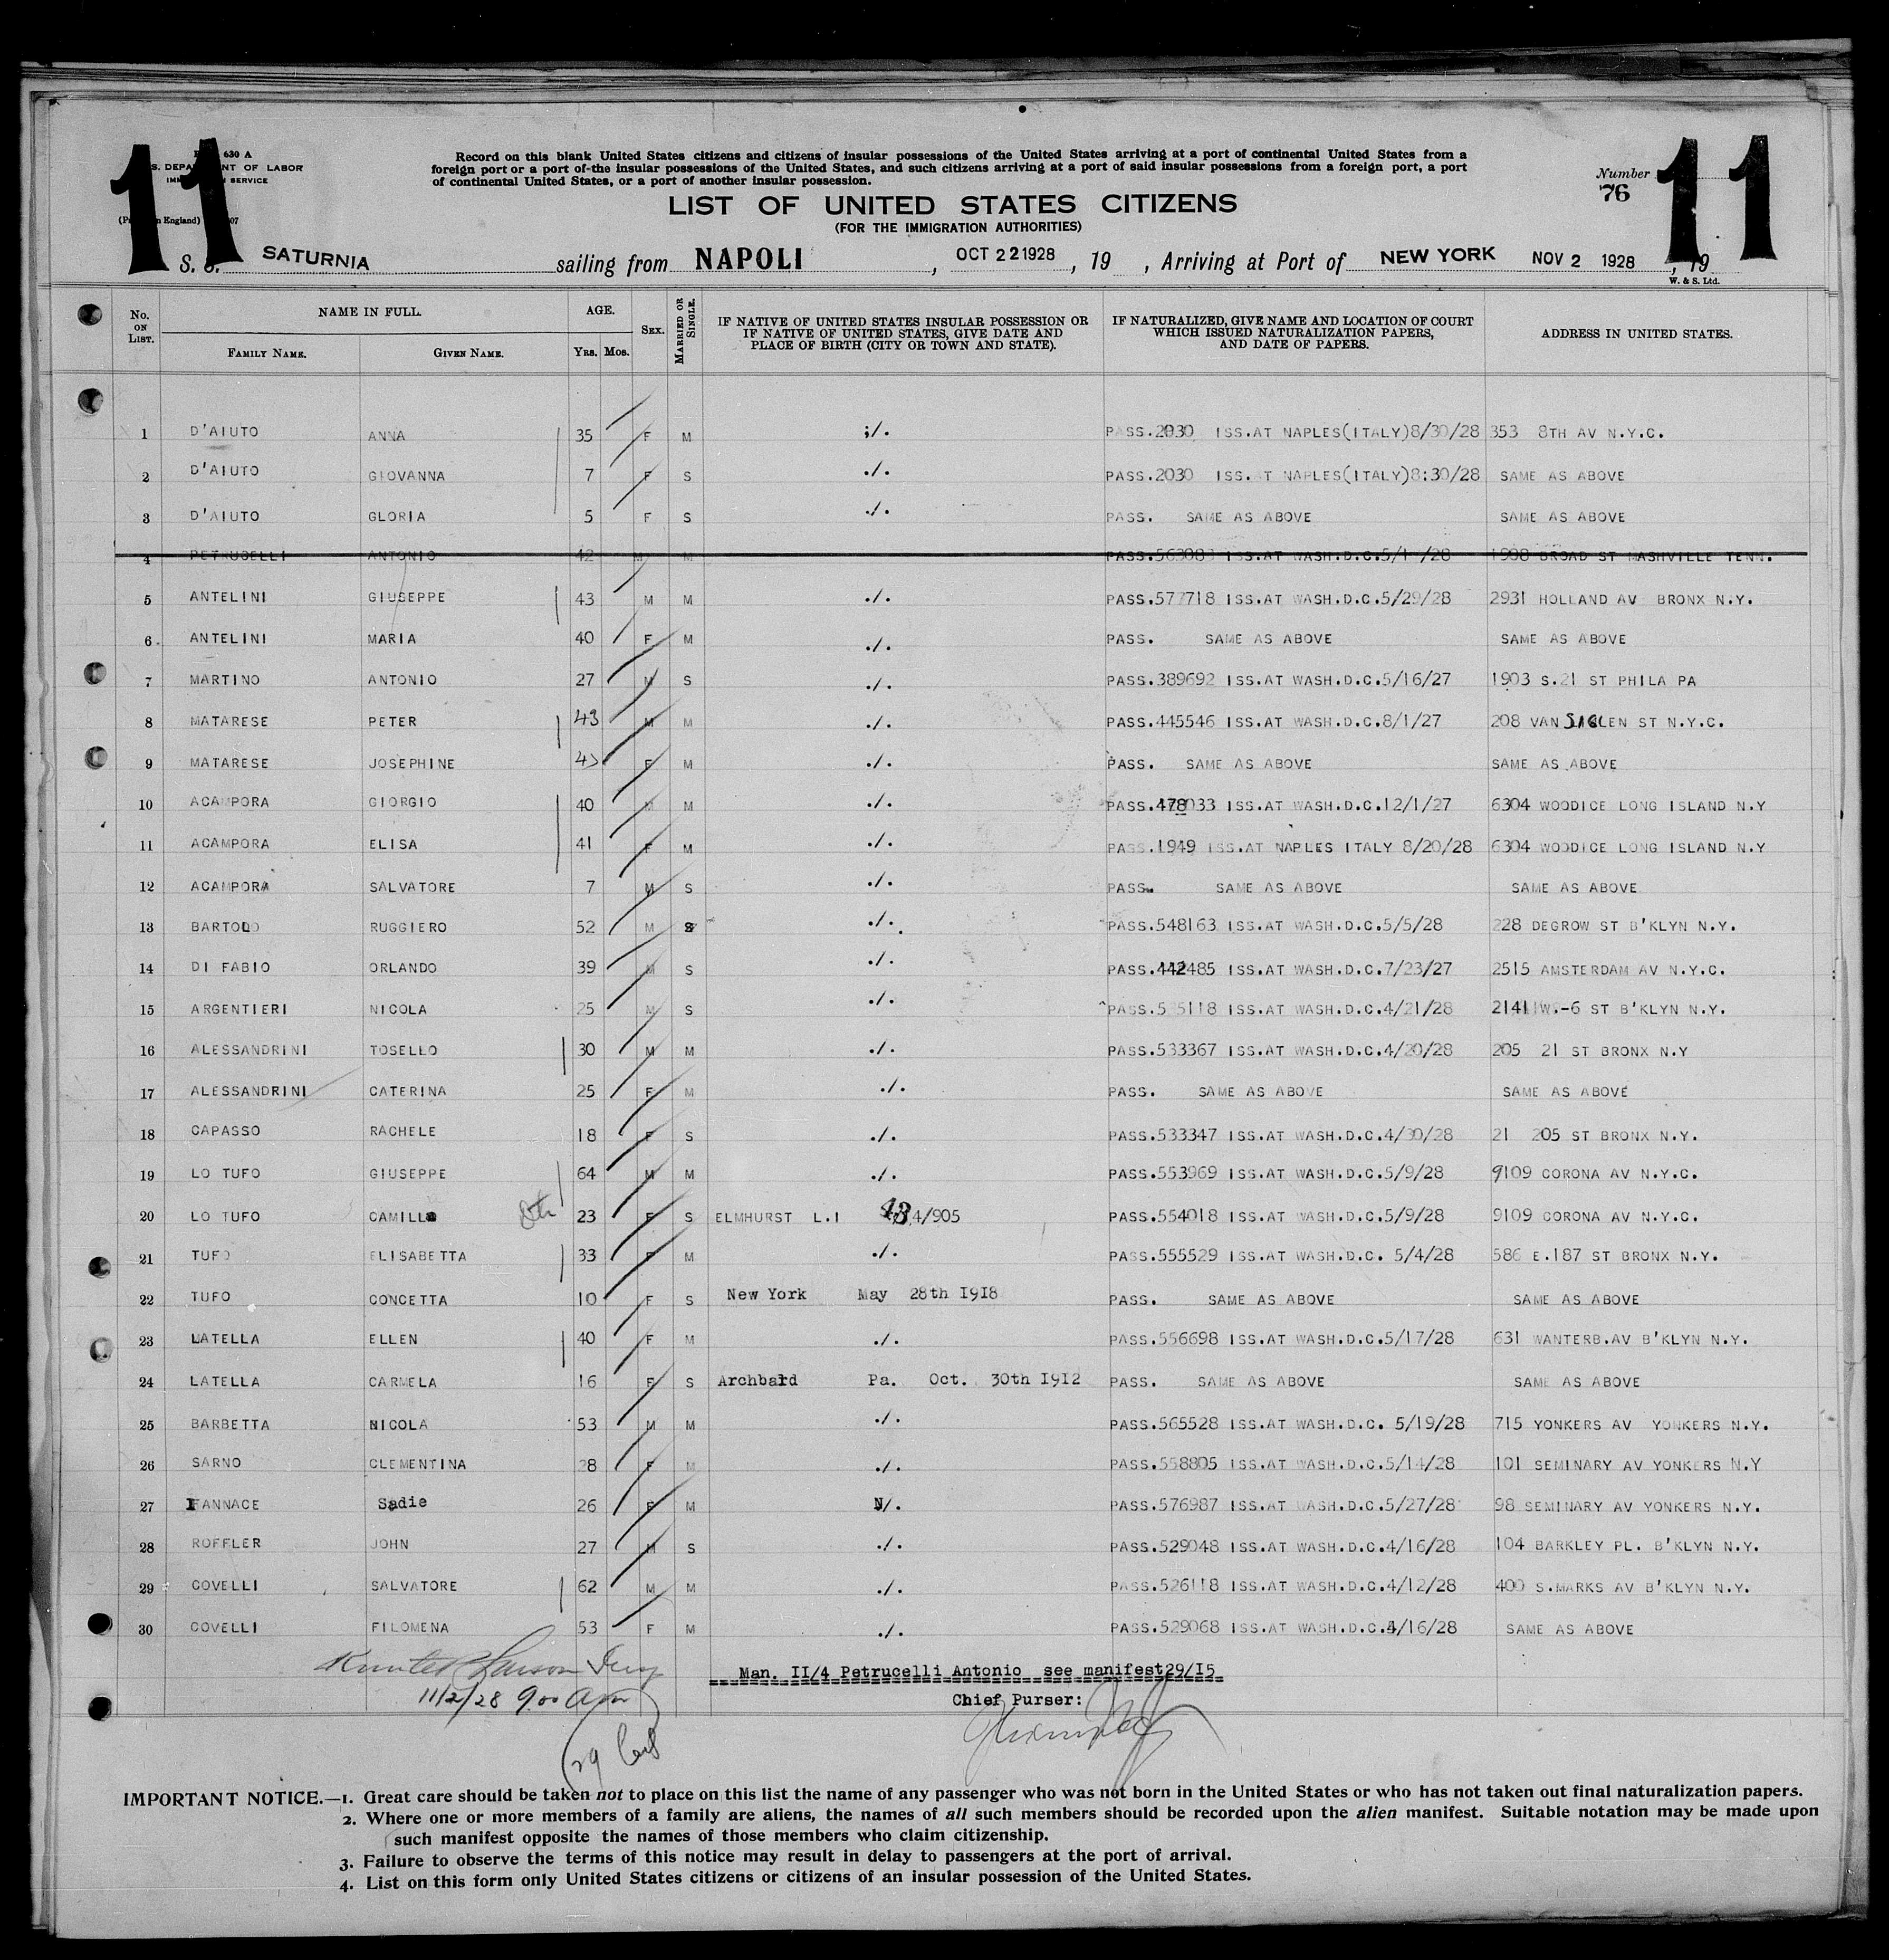 11
630 A
S. DEPA NT OF LABOR
SERVICE
n England)
07
Record on this blank United States citizens and citizens of insular possessions of the United States arriving at a port of continental United States from a
foreign port or a port of-the insular possessions of the United States, and such citizens arriving at a port of said insular possessions from a foreign port, a port
of continental United States, or a port of another insular possession.
Number
76
11
LIST OF UNITED STATES CITIZENS
(FOR THE IMMIGRATION AUTHORITIES)
S. S. SATURNIA sailing from NAPOLI, OCT 22 1928, 19 , Arriving at Port of NEW YORK NOV 2 1928, 19
W. & S. Ltd.
No. ON LIST. NAME IN FULL. AGE. SEX. MARRIED OR SINGLE. IF NATIVE OF UNITED STATES INSULAR POSSESSION OR IF NATIVE OF UNITED STATES, GIVE DATE AND PLACE OF BIRTH (CITY OR TOWN AND STATE). IF NATURALIZED, GIVE NAME AND LOCATION OF COURT WHICH ISSUED NATURALIZATION PAPERS, AND DATE OF PAPERS. ADDRESS IN UNITED STATES.
FAMILY NAME. GIVEN NAME. YRS. Mos.
1 D'AIUTO ANNA 35 F M ;/. PASS.2030 ISS.AT NAPLES(ITALY)8/30/28 353 8TH AV N.Y.C.
2 D'AIUTO GIOVANNA 7 F S ./. PASS.2030 ISS.AT NAPLES(ITALY)8:30/28 SAME AS ABOVE
3 D'AIUTO GLORIA 5 F S ./. PASS. SAME AS ABOVE SAME AS ABOVE
4 PETRUCELLI ANTONIO 42 M M ISS.AT WASH.D.C. 1908 BROAD ST NASHVILLE TENN.
5 ANTELINI GIUSEPPE 43 M M ./. PASS.577718 ISS.AT WASH.D.C.5/29/28 2931 HOLLAND AV BRONX N.Y.
6 ANTELINI MARIA 40 F M ./. PASS. SAME AS ABOVE SAME AS ABOVE
7 MARTINO ANTONIO 27 M S ./. PASS.389692 ISS.AT WASH.D.C.5/16/27 1903 S.21 ST PHILA PA
8 MATARESE PETER 43 M M ./. PASS.445546 ISS.AT WASH.D.C.8/1/27 208 VAN SICLEN ST N.Y.C.
9 MATARESE JOSEPHINE F M ./. PASS. SAME AS ABOVE SAME AS ABOVE
10 ACAMPORA GIORGIO 40 M M ./. PASS.478033 ISS.AT WASH.D.C.12/1/27 6304 WOODICE LONG ISLAND N.Y
11 ACAMPORA ELISA 41 F M ./. PASS.1949 ISS.AT NAPLES ITALY 8/20/28 6304 WOODICE LONG ISLAND N.Y
12 ACAMPORA SALVATORE 7 M S ./. PASS. SAME AS ABOVE SAME AS ABOVE
13 BARTOLO RUGGIERO 52 M S ./. PASS.548163 ISS.AT WASH.D.C.5/5/28 228 DEGROW ST B'KLYN N.Y.
14 DI FABIO ORLANDO 39 M S ./. PASS.442485 ISS.AT WASH.D.C.7/23/27 2515 AMSTERDAM AV N.Y.C.
15 ARGENTIERI NICOLA 25 M S ./. ISS.AT WASH.D.C.4/21/28 2141 W.-6 ST B'KLYN N.Y.
16 ALESSANDRINI TOSELLO 30 M M ./. PASS.533367 ISS.AT WASH.D.C.4/20/28 205 21 ST BRONX N.Y
17 ALESSANDRINI CATERINA 25 F M ./. PASS. SAME AS ABOVE SAME AS ABOVE
18 CAPASSO RACHELE 18 F S ./. PASS.533347 ISS.AT WASH.D.C.4/30/28 21 205 ST BRONX N.Y.
19 LO TUFO GIUSEPPE 64 M M ./. PASS.553969 ISS.AT WASH.D.C.5/9/28 9109 CORONA AV N.Y.C.
20 LO TUFO CAMILLA 23 F S ELMHURST L.I 4/905 PASS.554018 ISS.AT WASH.D.C.5/9/28 9109 CORONA AV N.Y.C.
21 TUFO ELISABETTA 33 F M ./. PASS.555529 ISS.AT WASH.D.C. 5/4/28 586 E.187 ST BRONX N.Y.
22 TUFO CONCETTA 10 F S New York May 28th 1918 PASS. SAME AS ABOVE SAME AS ABOVE
23 LATELLA ELLEN 40 F M ./. PASS.556698 ISS.AT WASH.D.C.5/17/28 631 WANTERB.AV B'KLYN N.Y.
24 LATELLA CARMELA 16 F S Archbald Pa. Oct. 30th 1912 PASS. SAME AS ABOVE SAME AS ABOVE
25 BARBETTA NICOLA 53 M M ./. PASS.565528 ISS.AT WASH.D.C. 5/19/28 715 YONKERS AV YONKERS N.Y.
26 SARNO CLEMENTINA 28 F M ./. PASS.558805 ISS.AT WASH.D.C.5/14/28 101 SEMINARY AV YONKERS N.Y
27 IANNACE Sadie 26 F M N/. PASS.576987 ISS.AT WASH.D.C.5/27/28 98 SEMINARY AV YONKERS N.Y.
28 ROFFLER JOHN 27 M S ./. PASS.529048 ISS.AT WASH.D.C.4/16/28 104 BARKLEY PL. B'KLYN N.Y.
29 COVELLI SALVATORE 62 M M ./. PASS.526118 ISS.AT WASH.D.C.4/12/28 400 S.MARKS AV B'KLYN N.Y.
30 COVELLI FILOMENA 53 F M ./. PASS.529068 ISS.AT WASH.D.C.4/16/28 SAME AS ABOVE
Man. II/4 Petrucelli Antonio see manifest29/I5
11/2/28 9.00 am
Chief Purser:
29
IMPORTANT NOTICE.—1. Great care should be taken not to place on this list the name of any passenger who was not born in the United States or who has not taken out final naturalization papers.
2. Where one or more members of a family are aliens, the names of all such members should be recorded upon the alien manifest. Suitable notation may be made upon
such manifest opposite the names of those members who claim citizenship.
3. Failure to observe the terms of this notice may result in delay to passengers at the port of arrival.
4. List on this form only United States citizens or citizens of an insular possession of the United States.